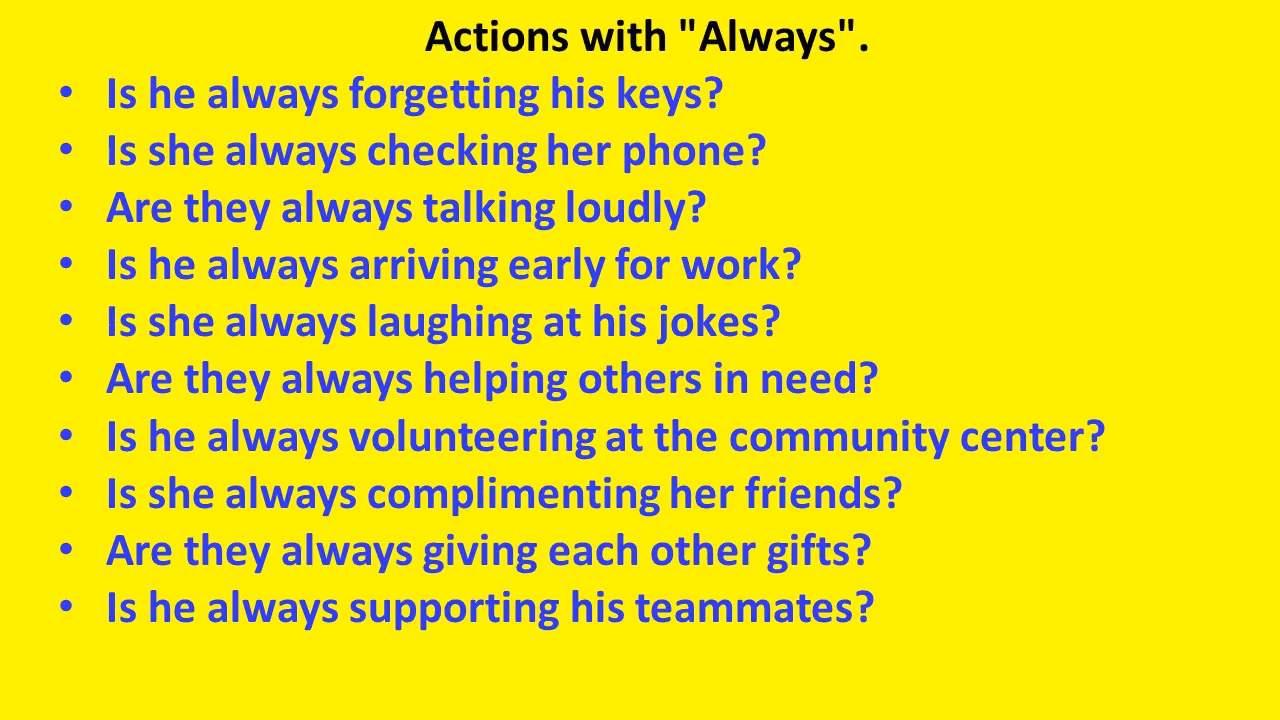 Actions with "Always".
• Is he always forgetting his keys?
• Is she always checking her phone?
• Are they always talking loudly?
• Is he always arriving early for work?
• Is she always laughing at his jokes?
• Are they always helping others in need?
• Is he always volunteering at the community center?
• Is she always complimenting her friends?
• Are they always giving each other gifts?
• Is he always supporting his teammates?